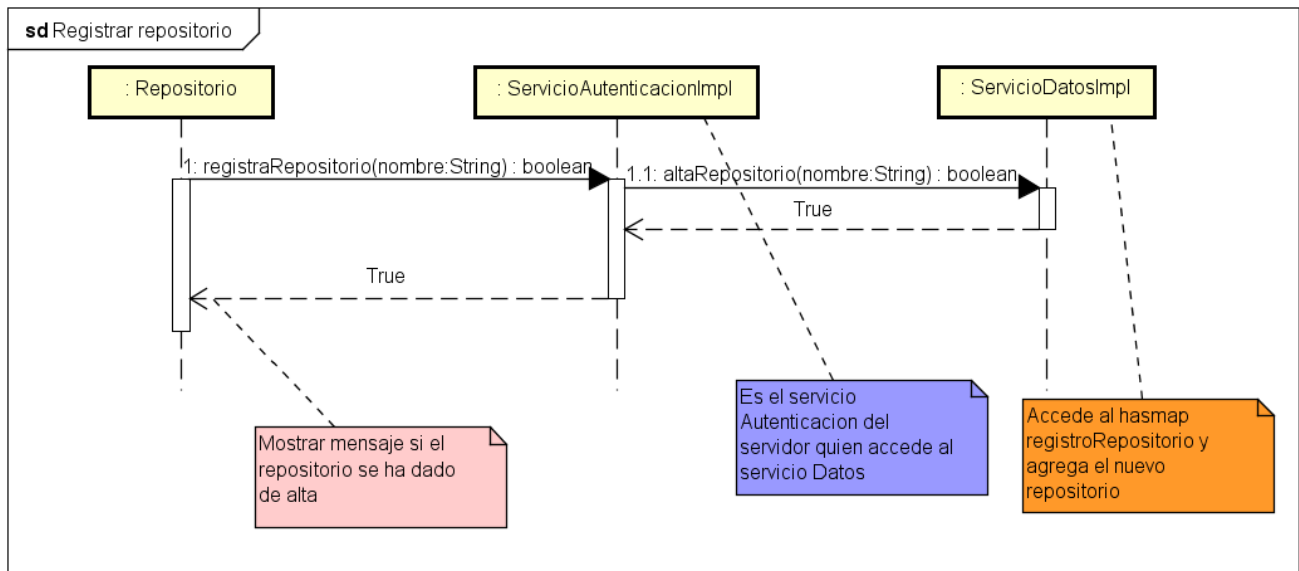 sd Registrar repositorio
: Repositorio
: ServicioAutenticacionImpl
: ServicioDatosImpl
1: registraRepositorio(nombre:String) : boolean
1.1: altaRepositorio(nombre:String) : boolean
True
True
Mostrar mensaje si el
repositorio se ha dado
de alta
Es el servicio
Autenticacion del
servidor quien accede al
servicio Datos
Accede al hasmap
registroRepositorio y
agrega el nuevo
repositorio